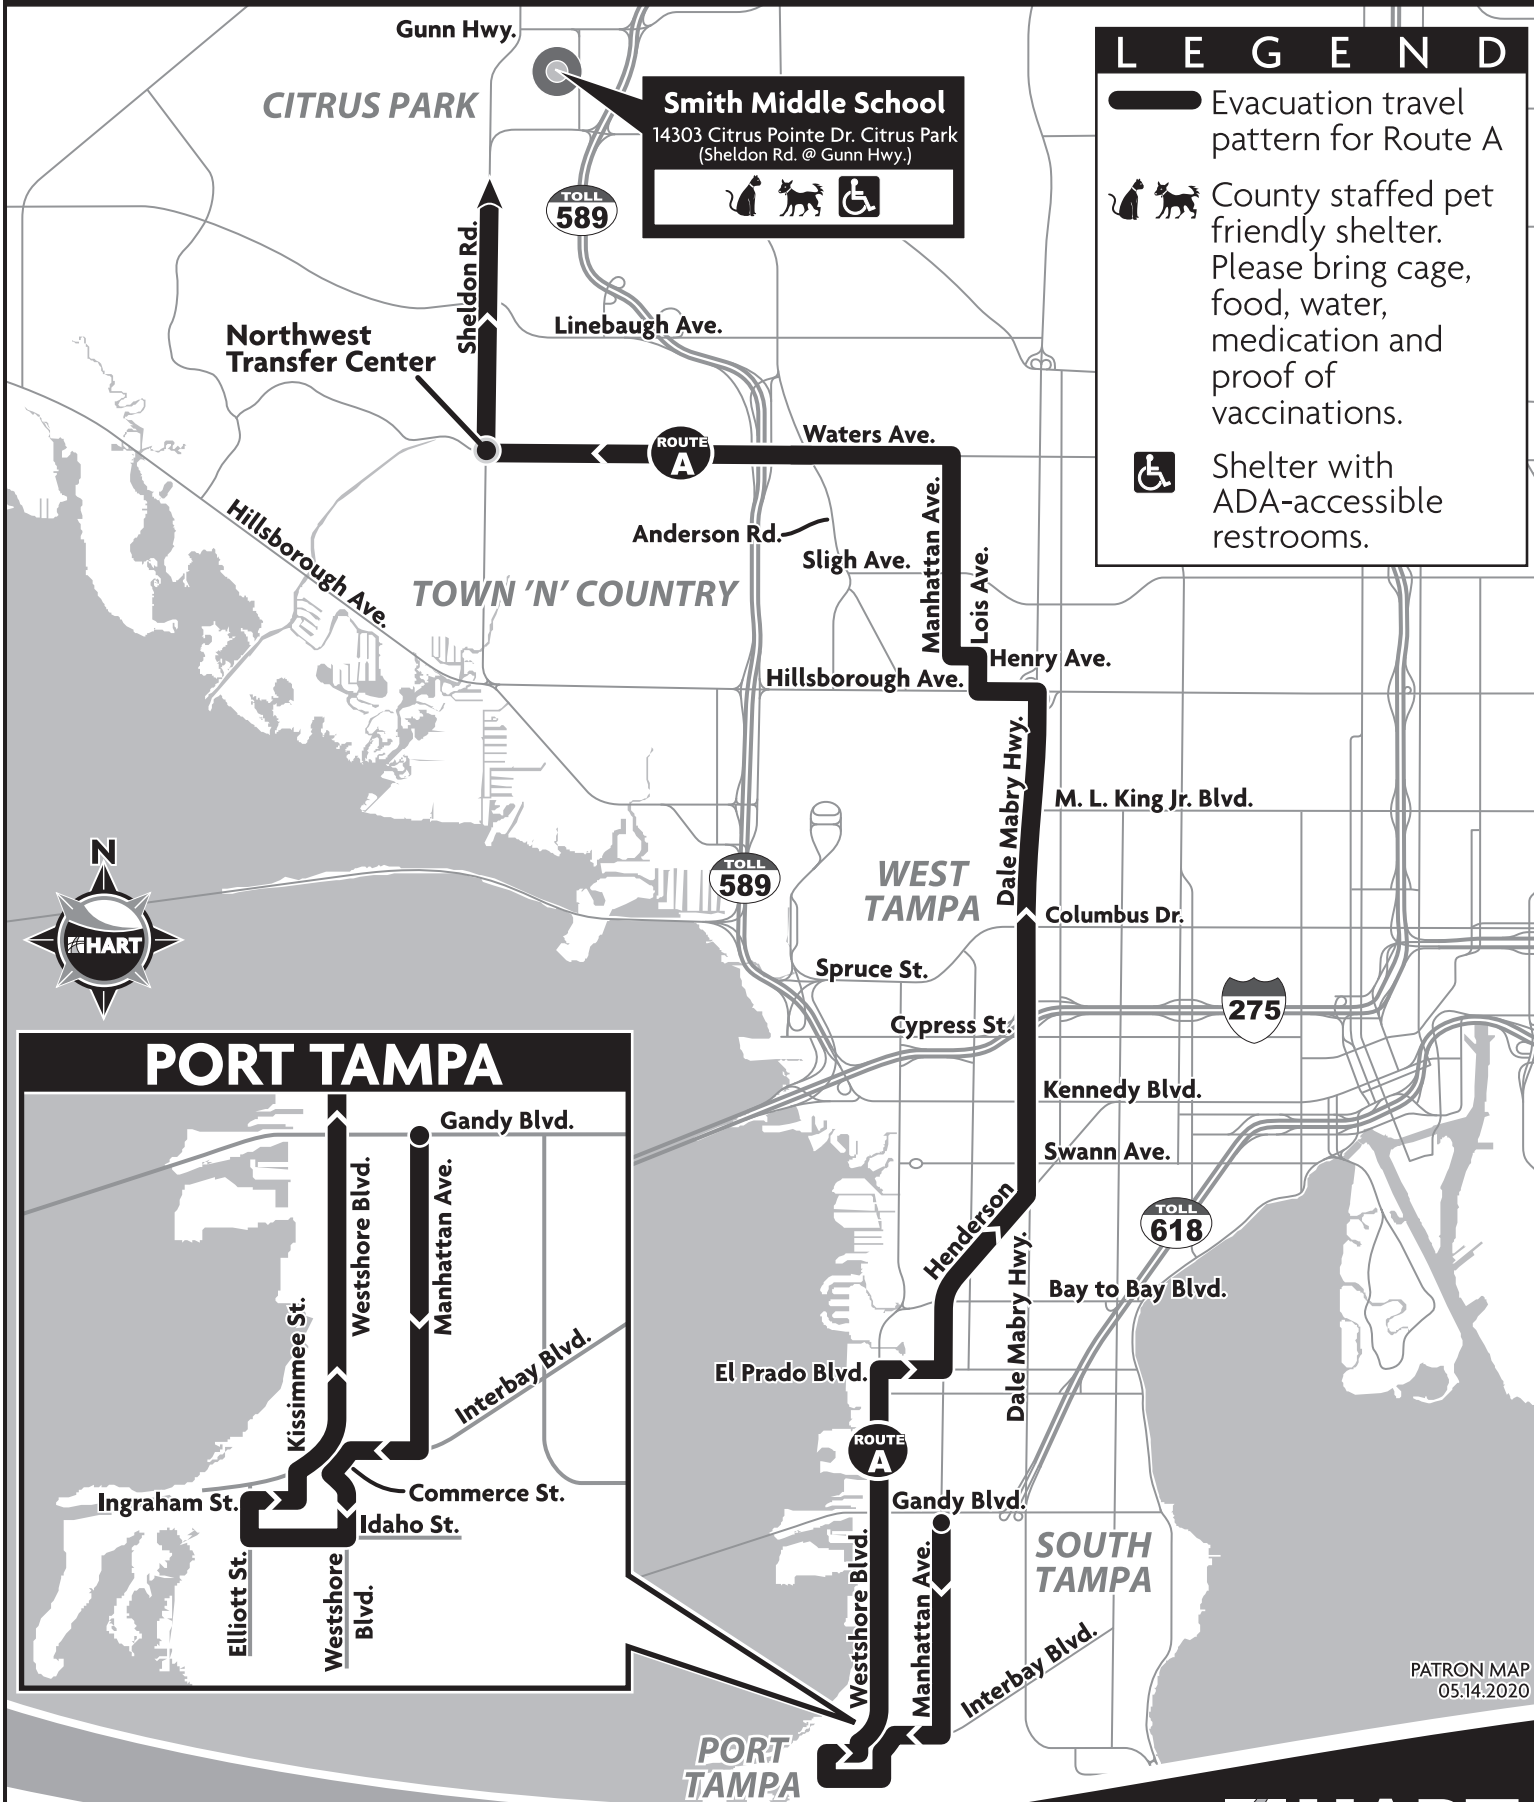 Gunn Hwy.
CITRUS PARK
Smith Middle School
14303 Citrus Pointe Dr. Citrus Park
(Sheldon Rd. @ Gunn Hwy.)
LEGEND
Evacuation travel
pattern for Route A
County staffed pet
friendly shelter.
Please bring cage,
food, water,
medication and
proof of
vaccinations.
Shelter with
ADA-accessible
restrooms.
TOLL
589
Sheldon Rd.
Linebaugh Ave.
Northwest
Transfer Center
ROUTE
A
Waters Ave.
Hillsborough Ave.
Anderson Rd.
Sligh Ave.
Manhattan Ave.
Lois Ave.
TOWN 'N' COUNTRY
Henry Ave.
Hillsborough Ave.
Dale Mabry Hwy.
M. L. King Jr. Blvd.
N
HART
TOLL
589
WEST
TAMPA
Columbus Dr.
Spruce St.
Cypress St.
275
Kennedy Blvd.
Swann Ave.
Henderson
TOLL
618
Dale Mabry Hwy.
Bay to Bay Blvd.
El Prado Blvd.
ROUTE
A
Gandy Blvd.
SOUTH
TAMPA
Westshore Blvd.
Manhattan Ave.
Interbay Blvd.
PORT
TAMPA
PORT TAMPA
Gandy Blvd.
Westshore Blvd.
Manhattan Ave.
Kissimmee St.
Interbay Blvd.
Ingraham St.
Commerce St.
Idaho St.
Elliott St.
Westshore
Blvd.
PATRON MAP
05.14.2020